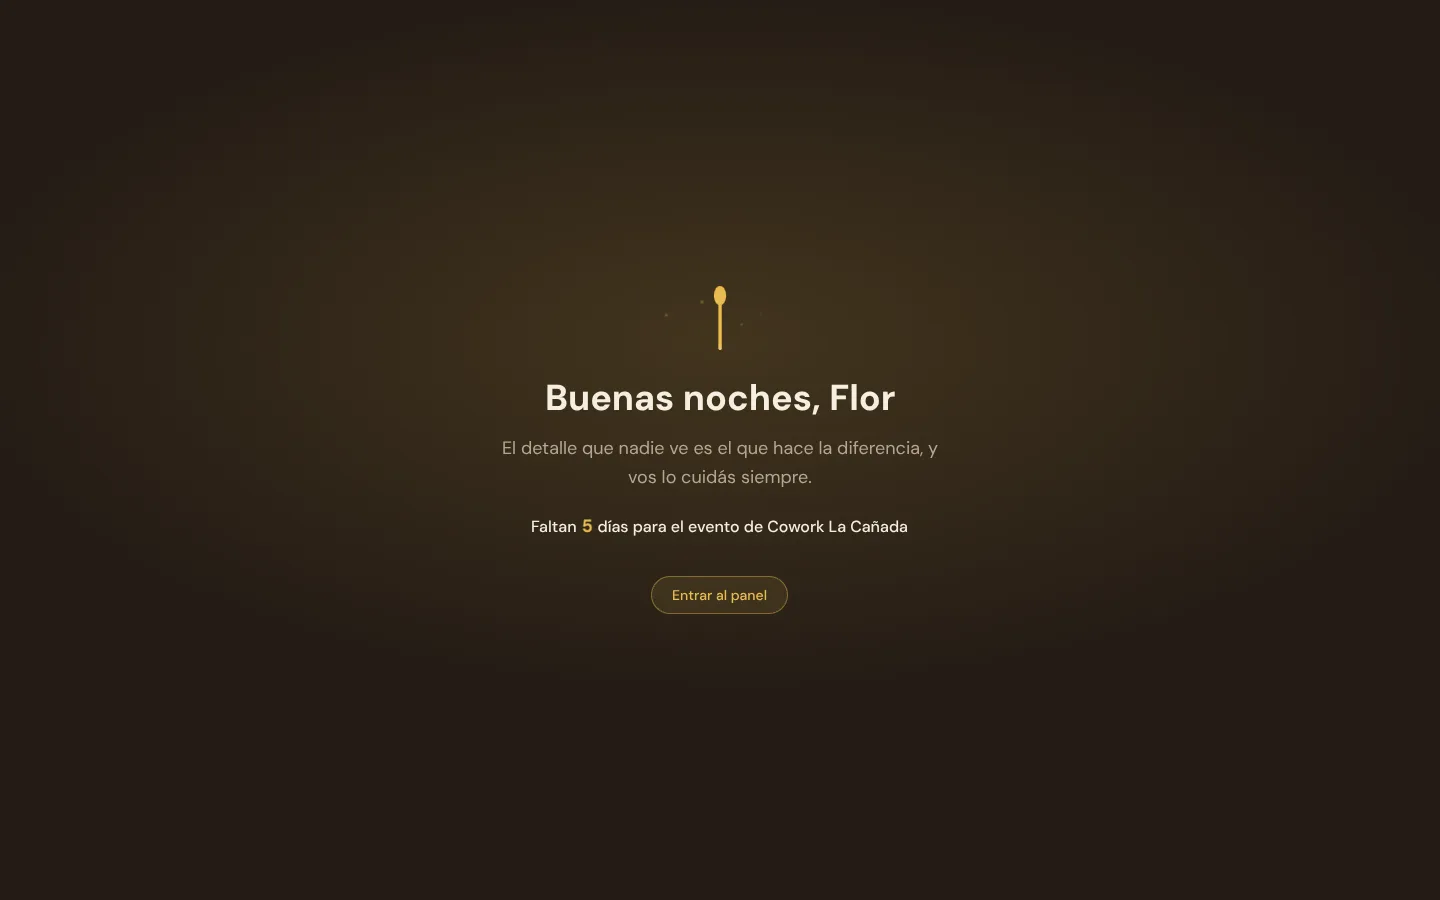 Buenas noches, Flor
El detalle que nadie ve es el que hace la diferencia, y
vos lo cuidás siempre.
Faltan 5 días para el evento de Cowork La Cañada
Entrar al panel